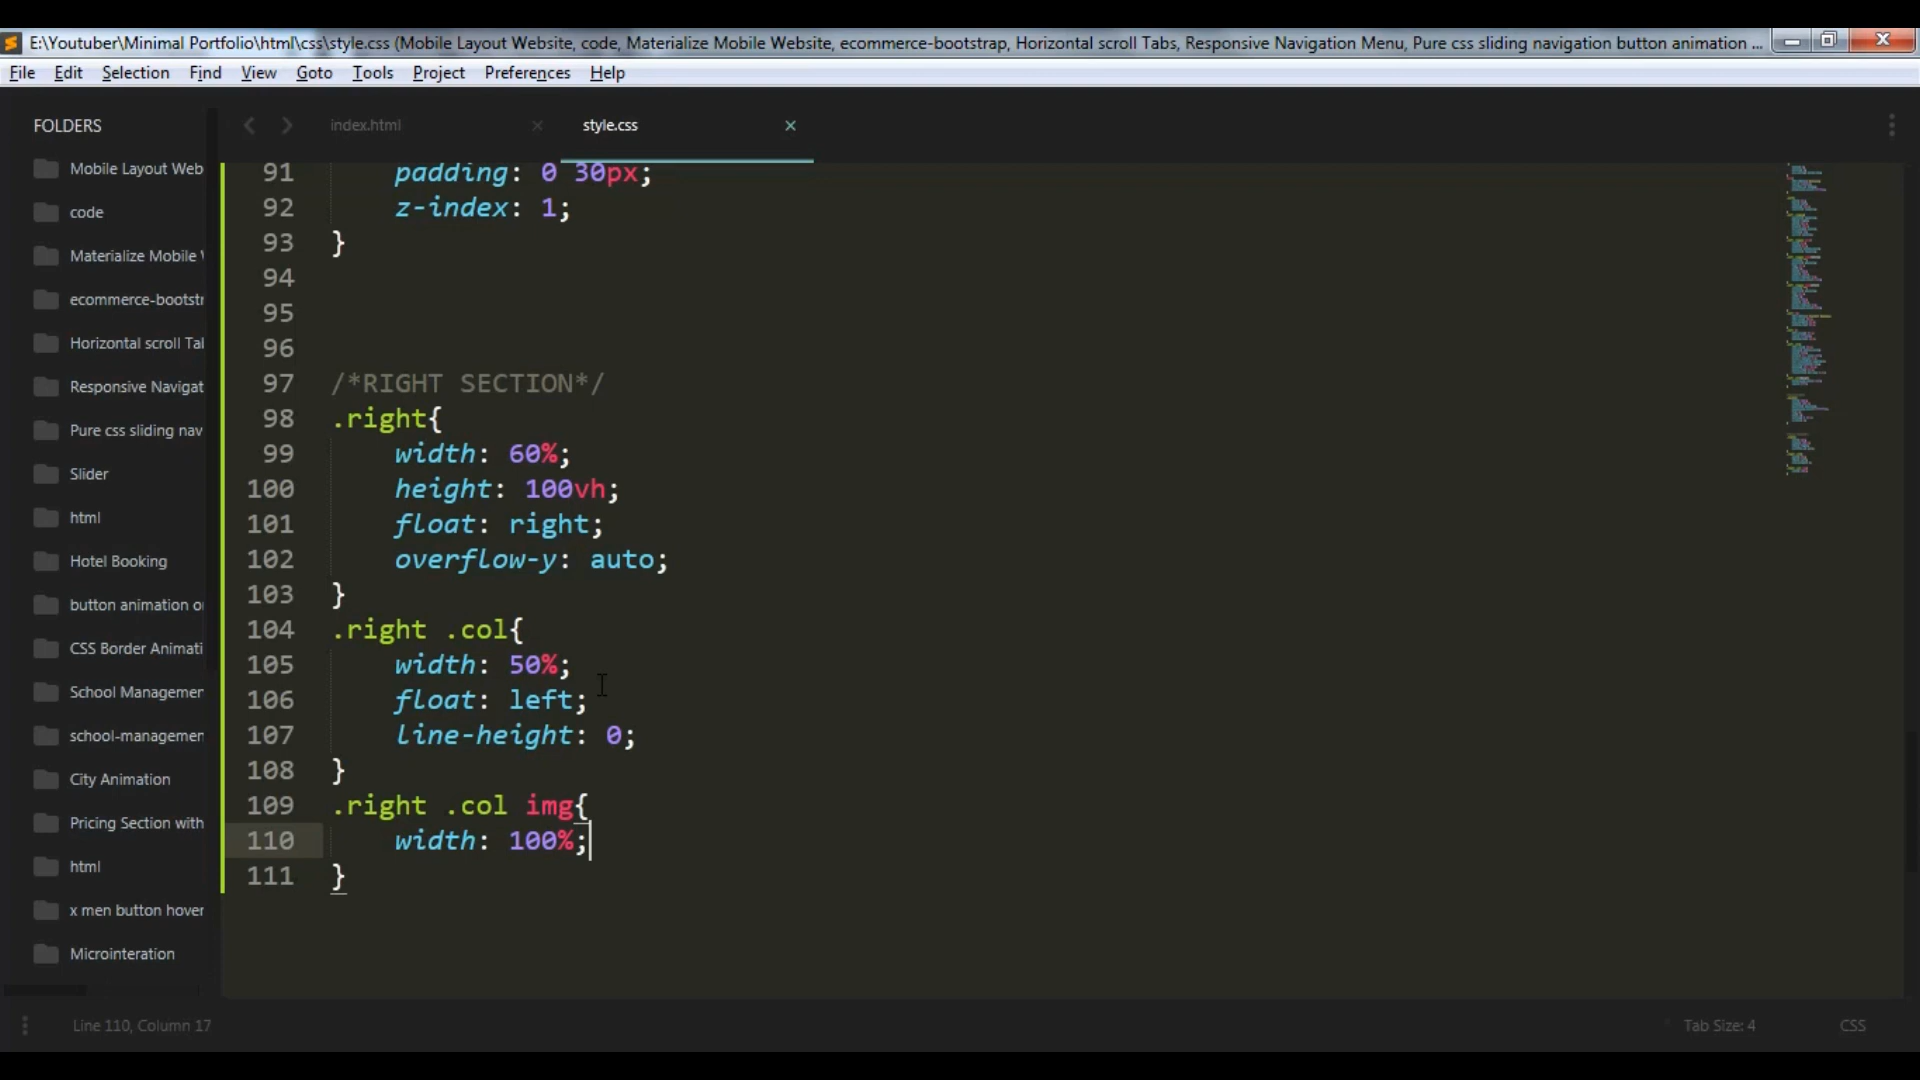 E:\Youtuber\Minimal Portfolio\html\css\style.css (Mobile Layout Website, code, Materialize Mobile Website, ecommerce-bootstrap, Horizontal scroll Tabs, Responsive Navigation Menu, Pure css sliding navigation button animation ...
File Edit Selection Find View Goto Tools Project Preferences Help
FOLDERS
Mobile Layout Web
code
Materialize Mobile
ecommerce-bootstr
Horizontal scroll Tal
Responsive Navigat
Pure css sliding nav
Slider
html
Hotel Booking
button animation o
CSS Border Animati
School Managemen
school-managemen
City Animation
Pricing Section with
html
x men button hover
Microinteration
index.html
style.css
91 padding: 0 30px;
92 z-index: 1;
93 }
94
95
96
97 /*RIGHT SECTION*/
98 .right{
99 width: 60%;
100 height: 100vh;
101 float: right;
102 overflow-y: auto;
103 }
104 .right .col{
105 width: 50%;
106 float: left;
107 line-height: 0;
108 }
109 .right .col img{
110 width: 100%;
111 }
Line 110, Column 17
Tab Size: 4
CSS